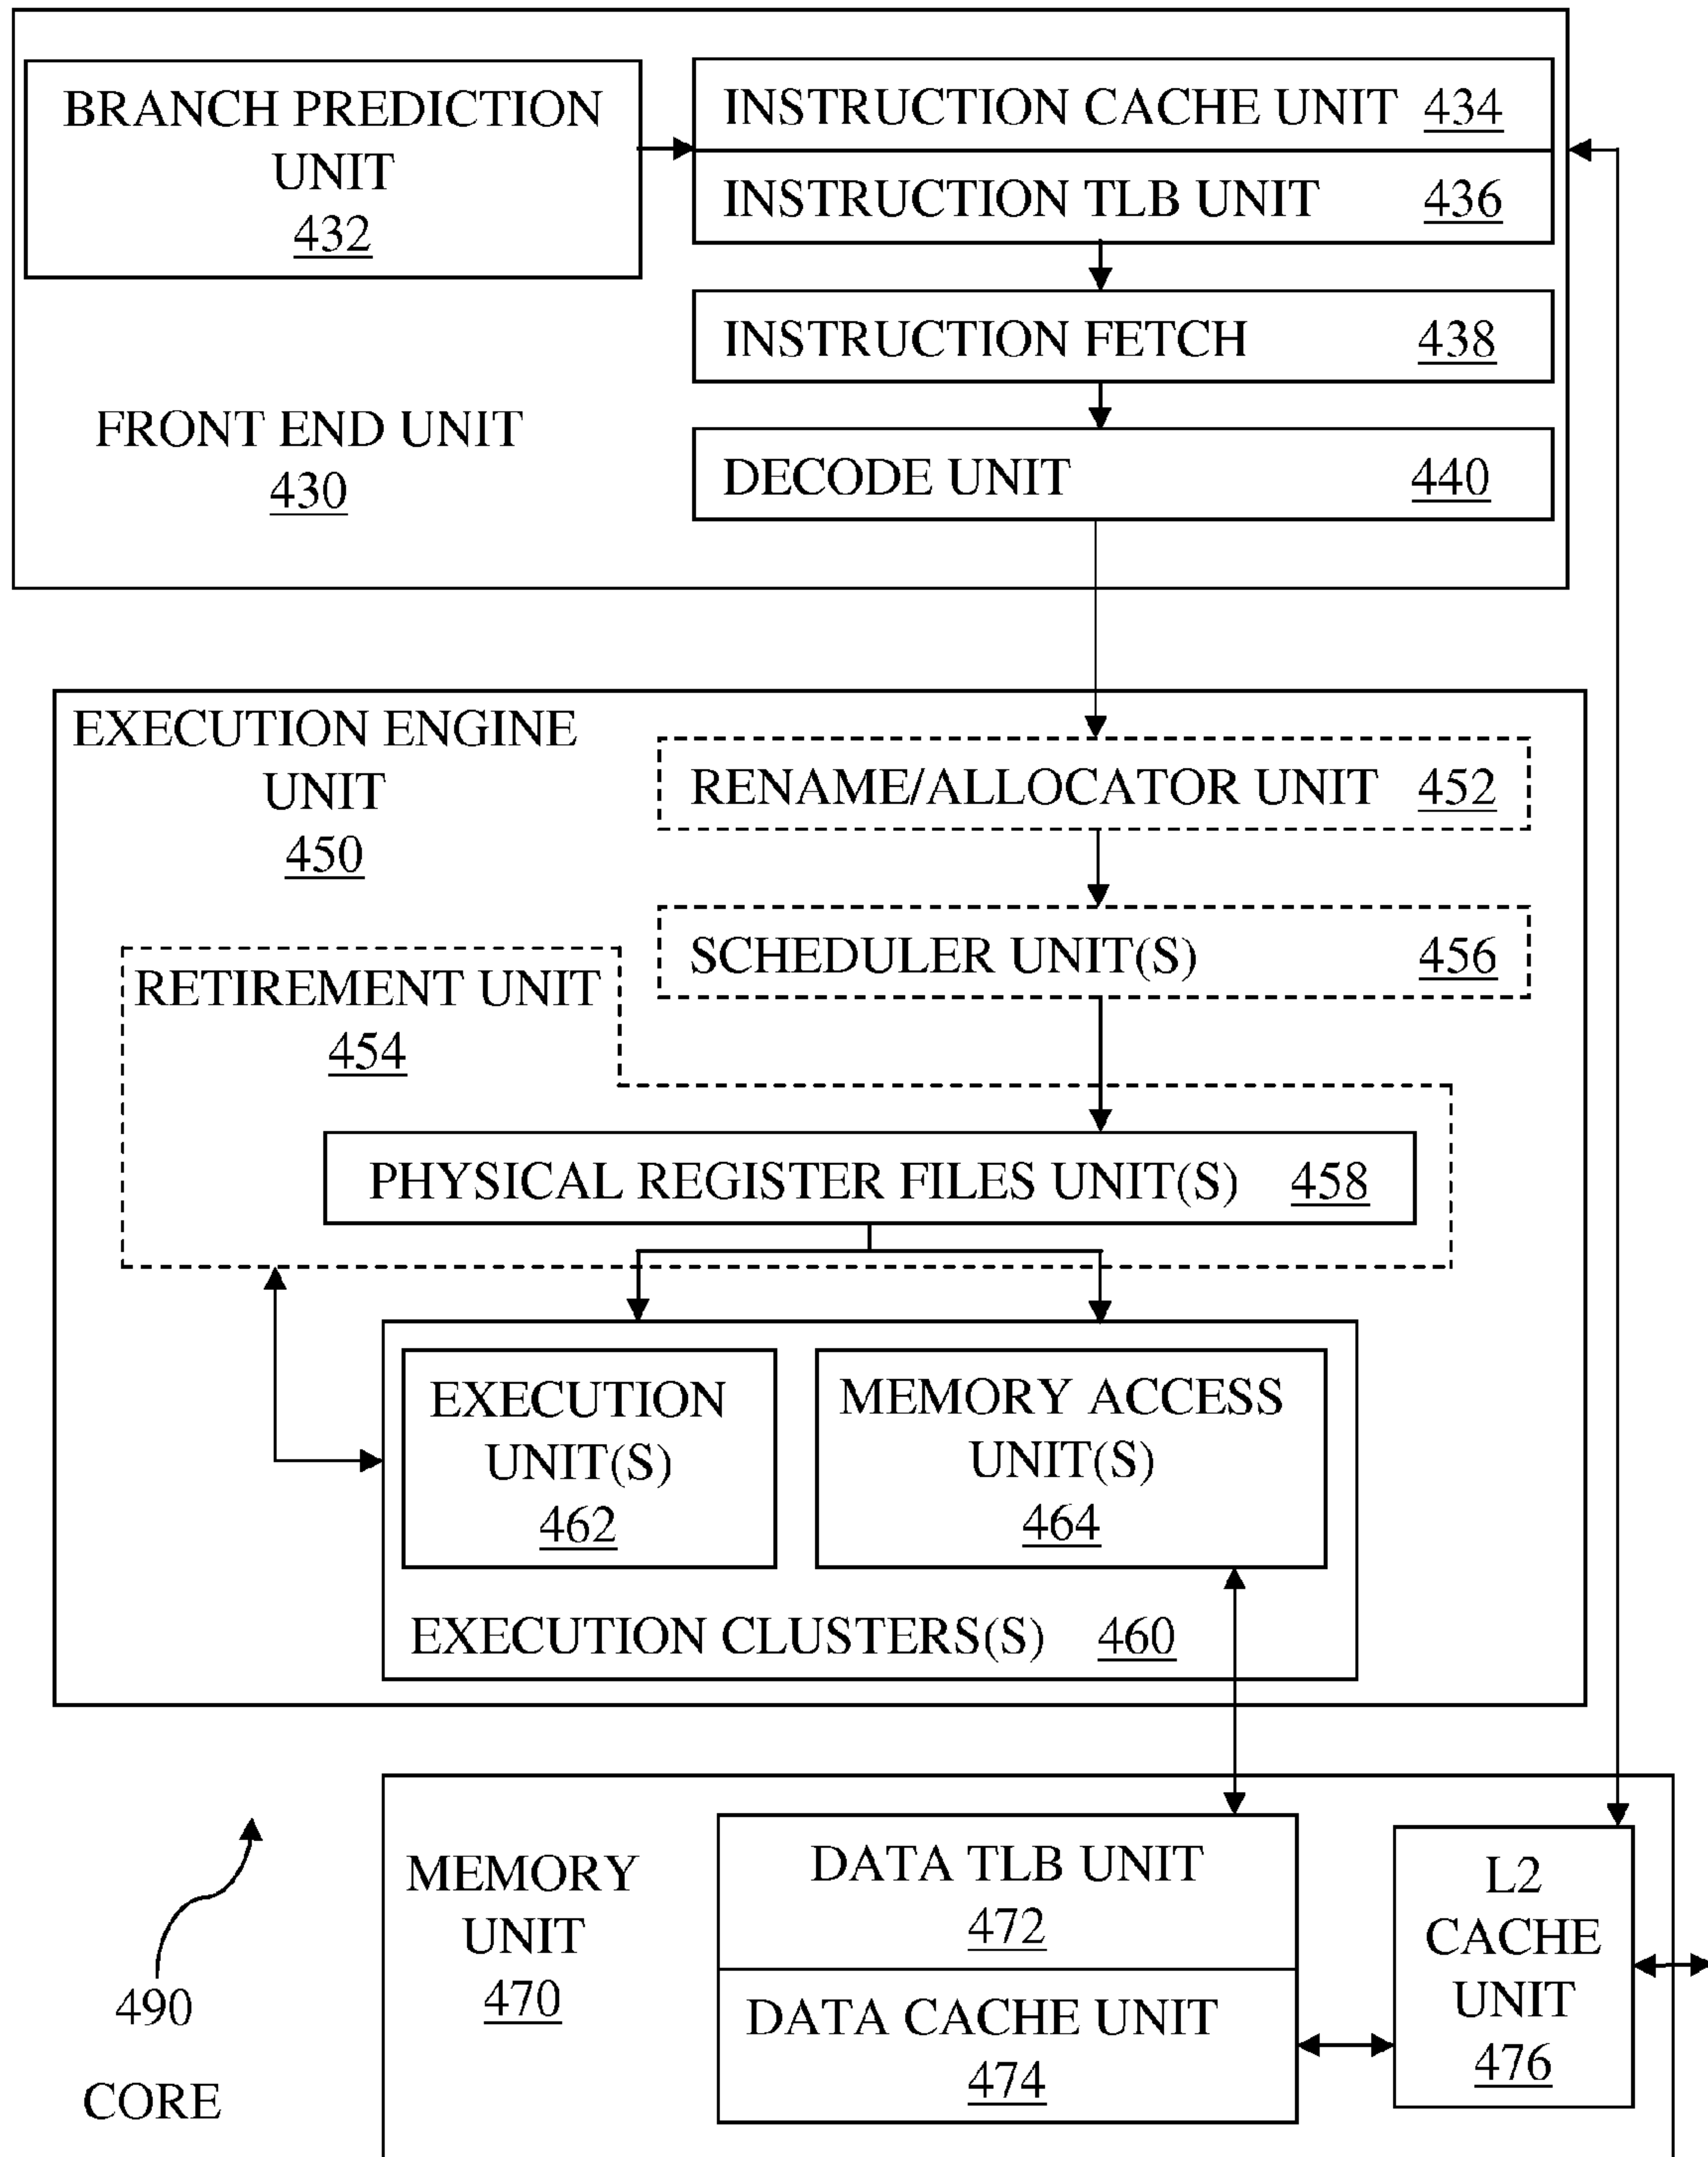 BRANCH PREDICTION
UNIT
432
INSTRUCTION CACHE UNIT 434
INSTRUCTION TLB UNIT 436
INSTRUCTION FETCH 438
FRONT END UNIT
430
DECODE UNIT 440
EXECUTION ENGINE
UNIT
450
RENAME/ALLOCATOR UNIT 452
SCHEDULER UNIT(S) 456
RETIREMENT UNIT
454
PHYSICAL REGISTER FILES UNIT(S) 458
EXECUTION
UNIT(S)
462
MEMORY ACCESS
UNIT(S)
464
EXECUTION CLUSTERS(S) 460
MEMORY
UNIT
470
DATA TLB UNIT
472
DATA CACHE UNIT
474
L2
CACHE
UNIT
476
490
CORE